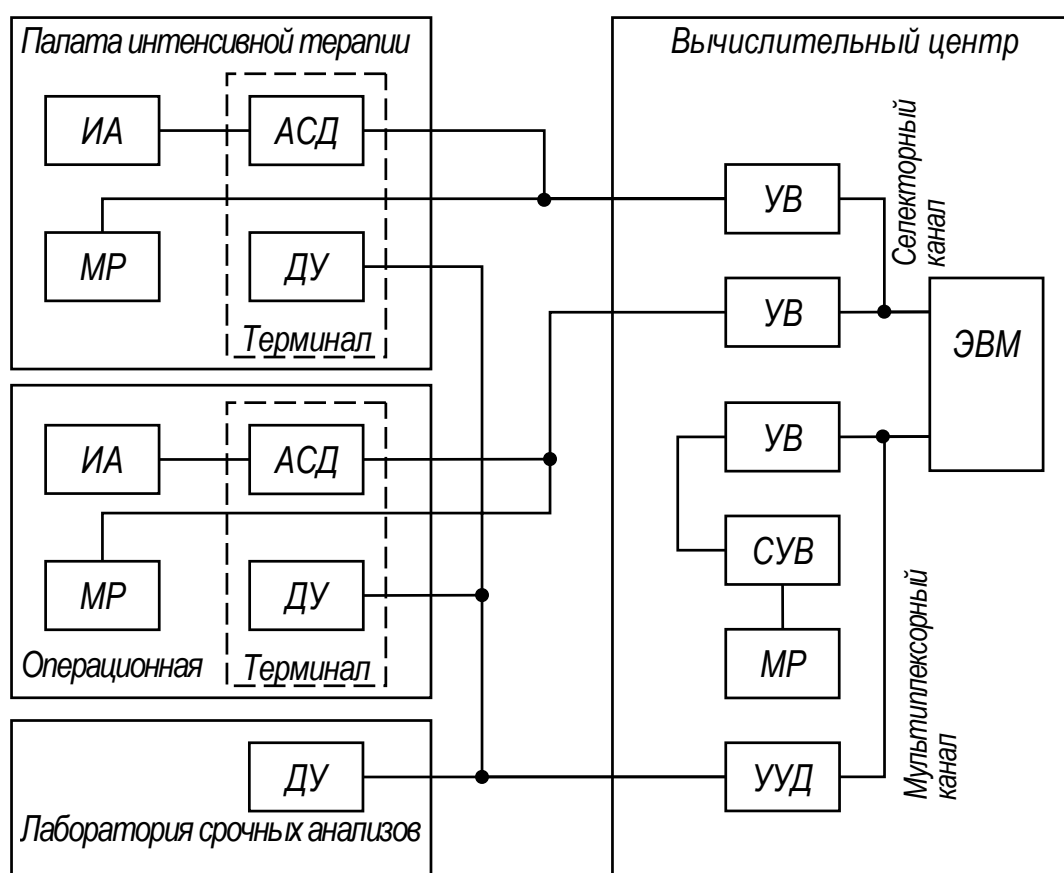 Палата интенсивной терапии
ИА
АСД
МР
ДУ
Терминал
ИА
АСД
МР
ДУ
Операционная
Терминал
ДУ
Лаборатория срочных анализов
Вычислительный центр
УВ
Селекторный
канал
УВ
ЭВМ
УВ
СУВ
МР
УУД
Мультиплексорный
канал